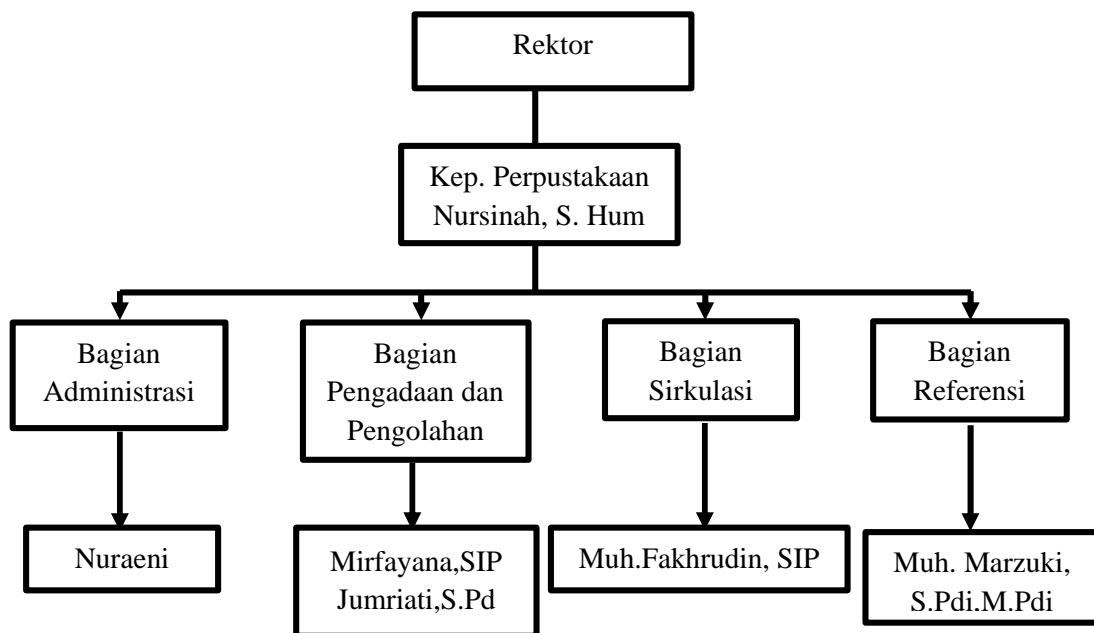 Rektor
Kep. Perpustakaan
Nursinah, S. Hum
Bagian
Administrasi
Bagian
Pengadaan dan
Pengolahan
Bagian
Sirkulasi
Bagian
Referensi
Nuraeni
Mirfayana,SIP
Jumriati,S.Pd
Muh.Fakhrudin, SIP
Muh. Marzuki,
S.Pdi.M.Pdi